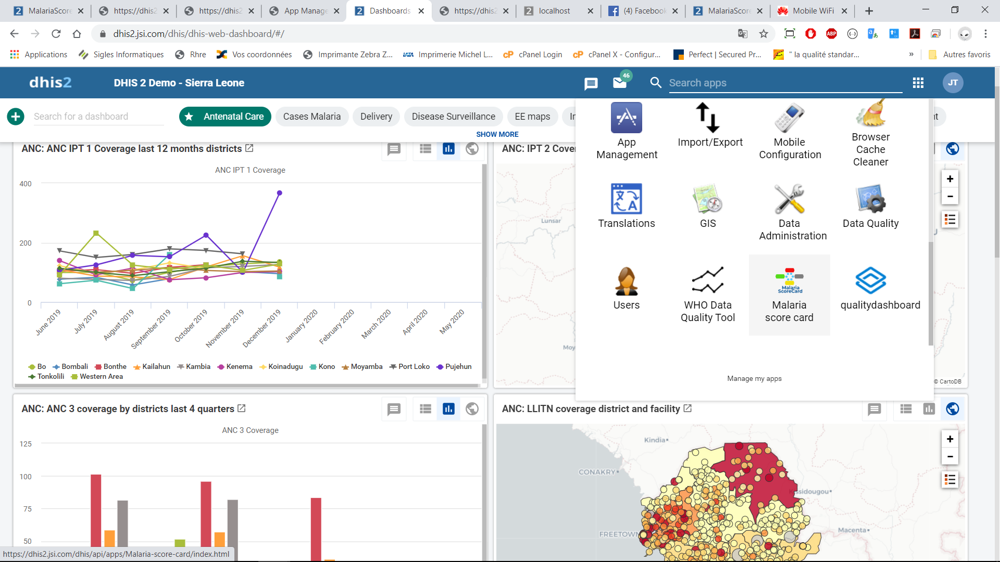 MalariaScore
https://dhis2
https://dhis2
App Manage
Dashboards
https://dhis2
localhost
(4) Facebook
MalariaScore
Mobile WiFi
dhis2.jsi.com/dhis/dhis-web-dashboard/#/
Applications
Sigles Informatiques
Rhre
Vos coordonnées
Imprimante Zebra Z...
Imprimerie Michel L...
cPanel Login
cPanel X - Configur...
Perfect | Secured Pr...
" la qualité standar...
»
Autres favoris
dhis2
DHIS 2 Demo - Sierra Leone
46
Search apps
JT
Search for a dashboard
Antenatal Care
Cases Malaria
Delivery
Disease Surveillance
EE maps
SHOW MORE
ANC: ANC IPT 1 Coverage last 12 months districts
ANC IPT 1 Coverage
400
200
0
June 2019
July 2019
August 2019
September 2019
October 2019
November 2019
December 2019
January 2020
February 2020
March 2020
April 2020
May 2020
Bo Bombali Bonthe Kailahun Kambia Kenema Koinadugu Kono Moyamba Port Loko Pujehun
Tonkolili Western Area
ANC: IPT 2 Cover
Lunsar
Moy
© CartoDB
App
Management
Import/Export
Mobile
Configuration
Browser
Cache
Cleaner
Translations
GIS
Data
Administration
Data Quality
Users
WHO Data
Quality Tool
Malaria
ScoreCard
Malaria
score card
qualitydashboard
Manage my apps
ANC: ANC 3 coverage by districts last 4 quarters
ANC 3 Coverage
125
100
75
50
ANC: LLITN coverage district and facility
Kindia
CONAKRY
Kissidougou
FREETOWN
Macenta
https://dhis2.jsi.com/dhis/api/apps/Malaria-score-card/index.html